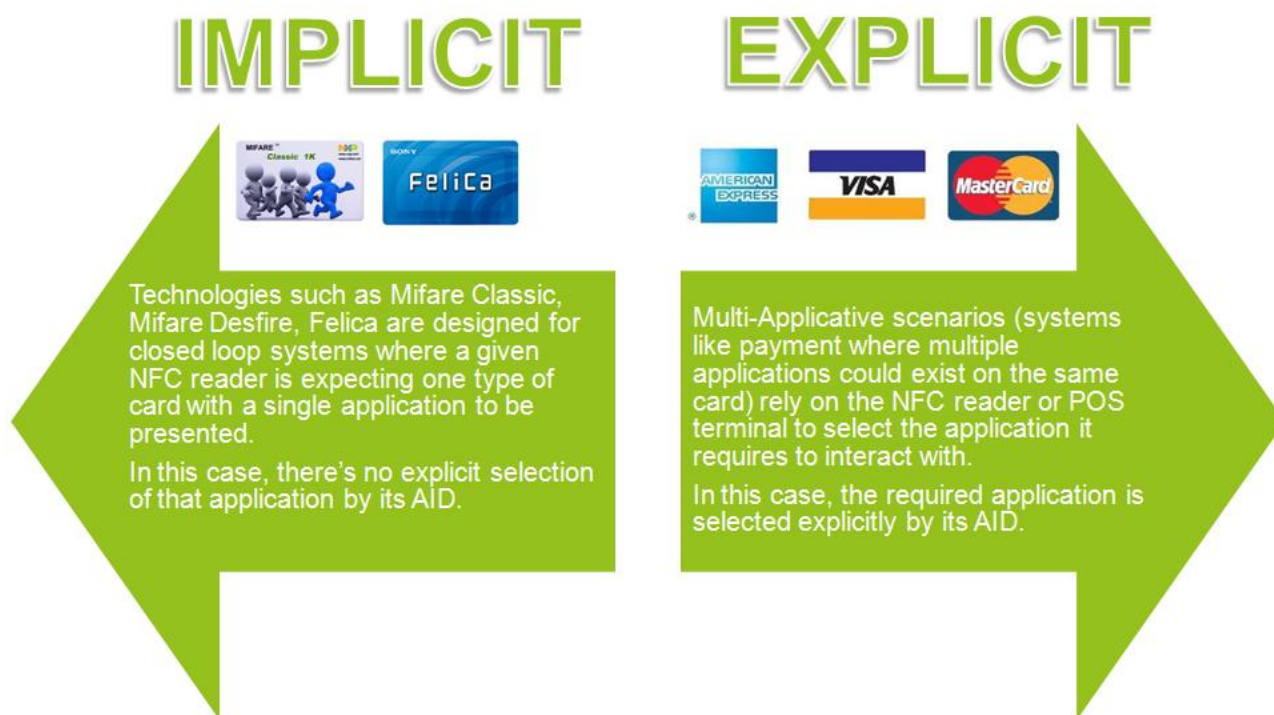 IMPLICIT
MIFARE™
Classic 1K
NXP
SONY
FeliCa
Technologies such as Mifare Classic,
Mifare Desfire, Felica are designed for
closed loop systems where a given
NFC reader is expecting one type of
card with a single application to be
presented.
In this case, there's no explicit selection
of that application by its AID.
EXPLICIT
AMERICAN
EXPRESS
®
VISA
MasterCard
Multi-Applicative scenarios (systems
like payment where multiple
applications could exist on the same
card) rely on the NFC reader or POS
terminal to select the application it
requires to interact with.
In this case, the required application is
selected explicitly by its AID.